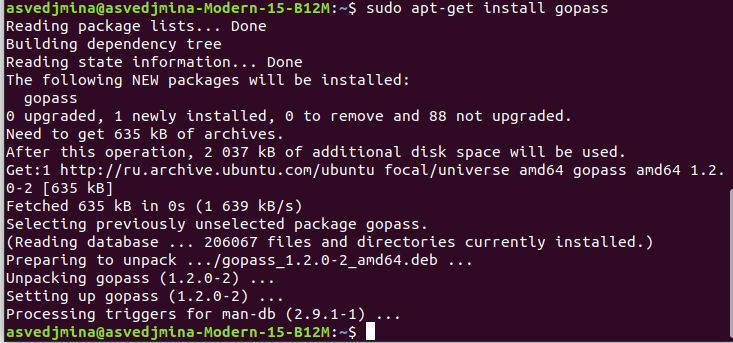 asvedjmina@asvedjmina-Modern-15-B12M:~$ sudo apt-get install gopass
Reading package lists... Done
Building dependency tree
Reading state information... Done
The following NEW packages will be installed:
  gopass
0 upgraded, 1 newly installed, 0 to remove and 88 not upgraded.
Need to get 635 kB of archives.
After this operation, 2 037 kB of additional disk space will be used.
Get:1 http://ru.archive.ubuntu.com/ubuntu focal/universe amd64 gopass amd64 1.2.
0-2 [635 kB]
Fetched 635 kB in 0s (1 639 kB/s)
Selecting previously unselected package gopass.
(Reading database ... 206067 files and directories currently installed.)
Preparing to unpack .../gopass_1.2.0-2_amd64.deb ...
Unpacking gopass (1.2.0-2) ...
Setting up gopass (1.2.0-2) ...
Processing triggers for man-db (2.9.1-1) ...
asvedjmina@asvedjmina-Modern-15-B12M:~$